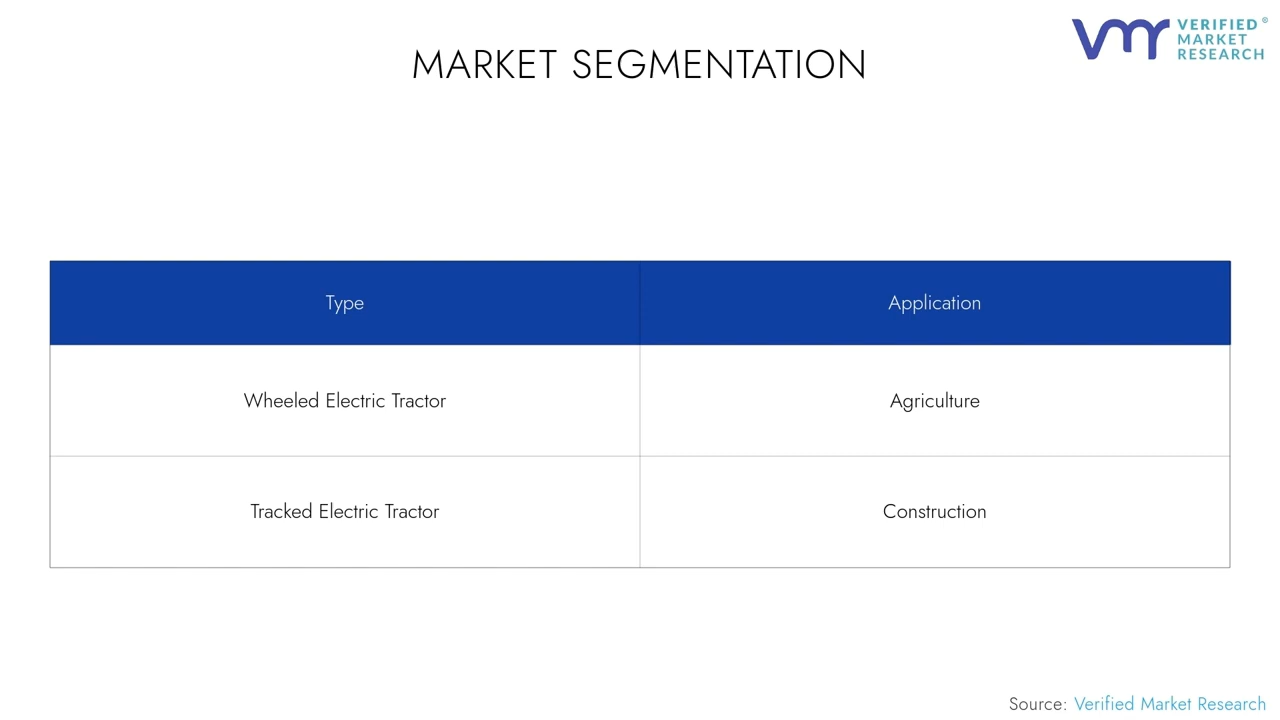 MARKET SEGMENTATION
vmr VERIFIED ®
MARKET
RESEARCH
Type Application
Wheeled Electric Tractor Agriculture
Tracked Electric Tractor Construction
Source: Verified Market Research